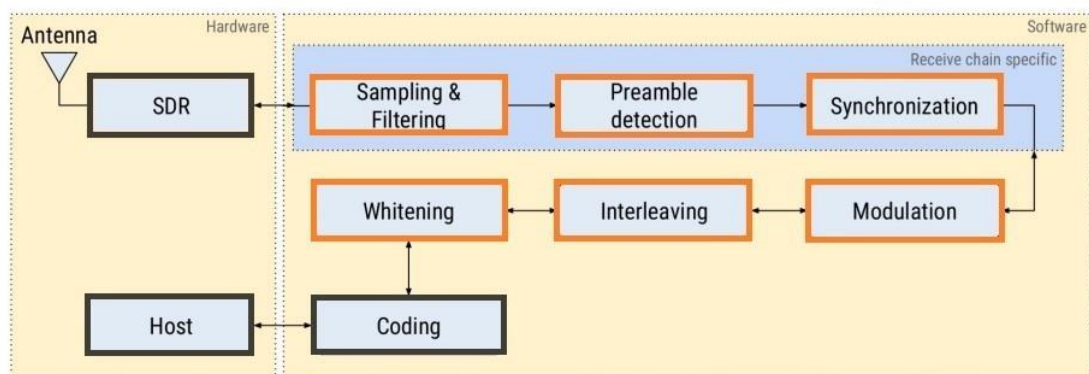 Hardware
Software
Antenna
Receive chain specific
SDR
Sampling &
Filtering
Preamble
detection
Synchronization
Whitening
Interleaving
Modulation
Host
Coding